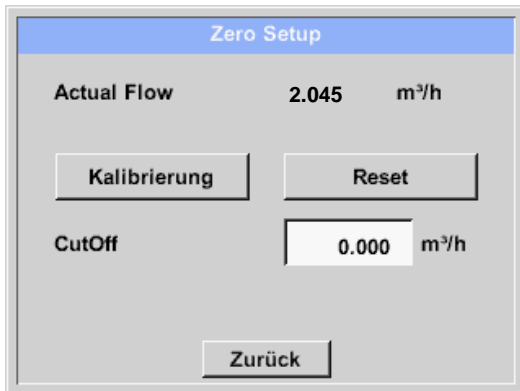 Zero Setup
Actual Flow 2.045 m³/h
Kalibrierung Reset
CutOff 0.000 m³/h
Zurück